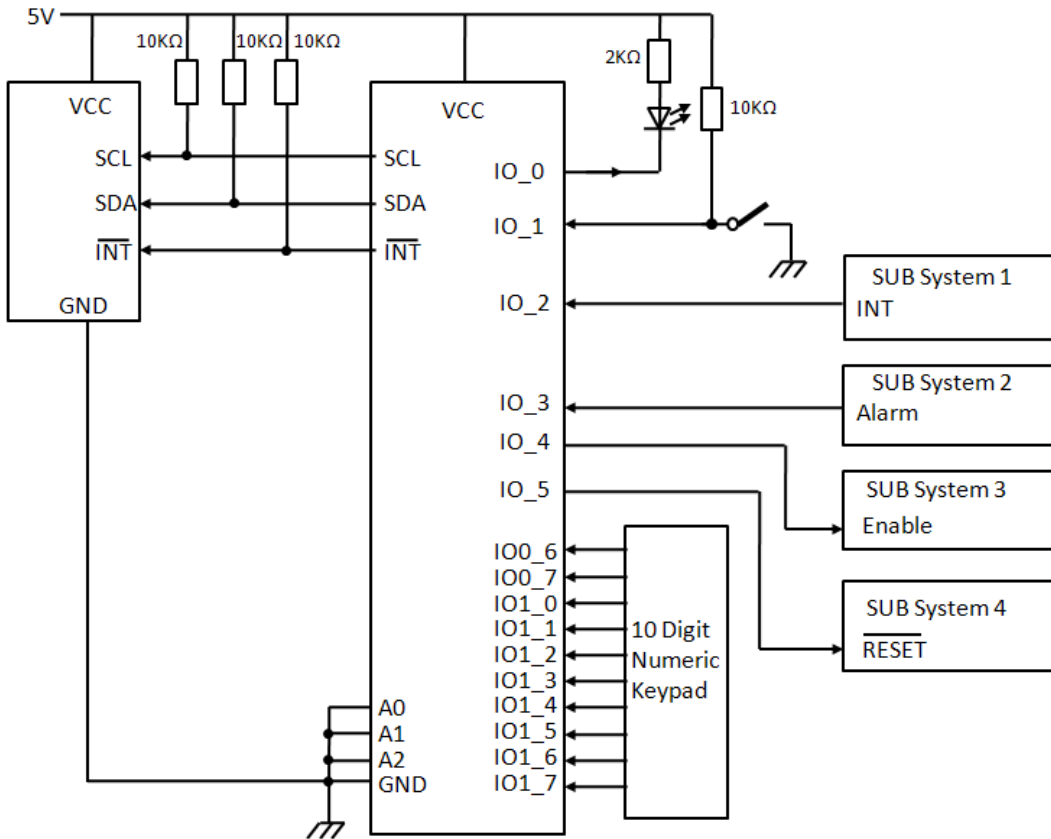 5V
10KΩ
10KΩ
10KΩ
2KΩ
10KΩ
VCC
SCL
SDA
INT
GND
VCC
SCL
SDA
INT
A0
A1
A2
GND
IO_0
IO_1
IO_2
IO_3
IO_4
IO_5
IO0_6
IO0_7
IO1_0
IO1_1
IO1_2
IO1_3
IO1_4
IO1_5
IO1_6
IO1_7
10 Digit
Numeric
Keypad
SUB System 1
INT
SUB System 2
Alarm
SUB System 3
Enable
SUB System 4
RESET